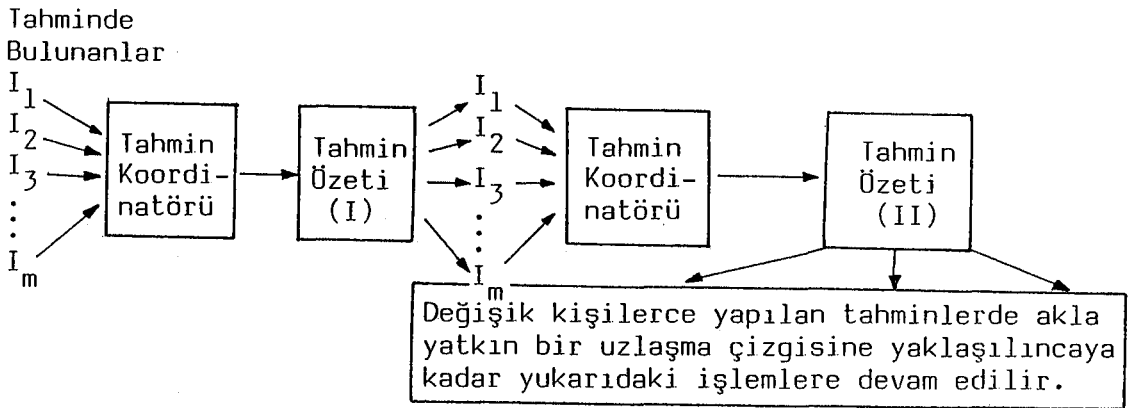 Tahminde
Bulunanlar
I1
I2
I3
Im
Tahmin
Koordi-
natörü
Tahmin
Özeti
(I)
I1
I2
I3
Im
Tahmin
Koordi-
natörü
Tahmin
Özeti
(II)
Değişik kişilerce yapılan tahminlerde akla
yatkın bir uzlaşma çizgisine yaklaşılıncaya
kadar yukarıdaki işlemlere devam edilir.